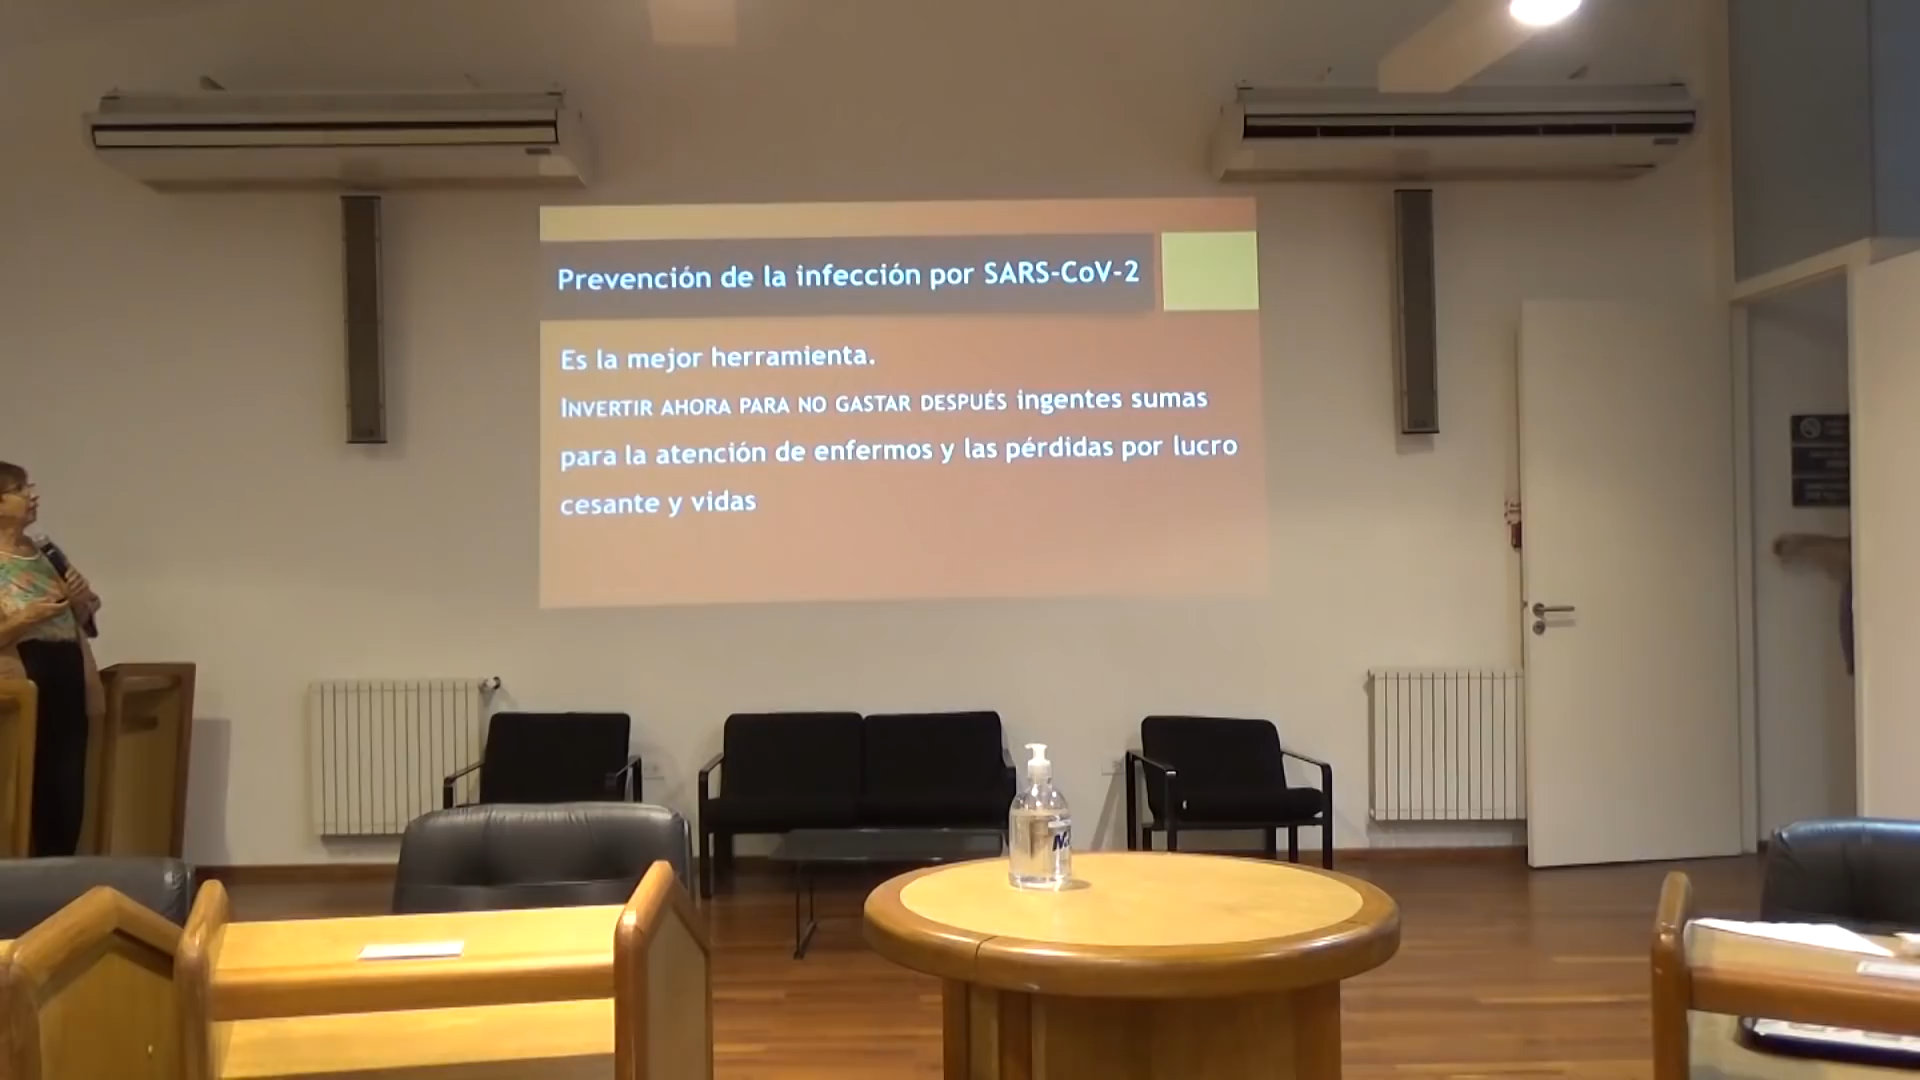 Prevención de la infección por SARS-CoV-2
Es la mejor herramienta.
INVERTIR AHORA PARA NO GASTAR DESPUÉS ingentes sumas
para la atención de enfermos y las pérdidas por lucro
cesante y vidas